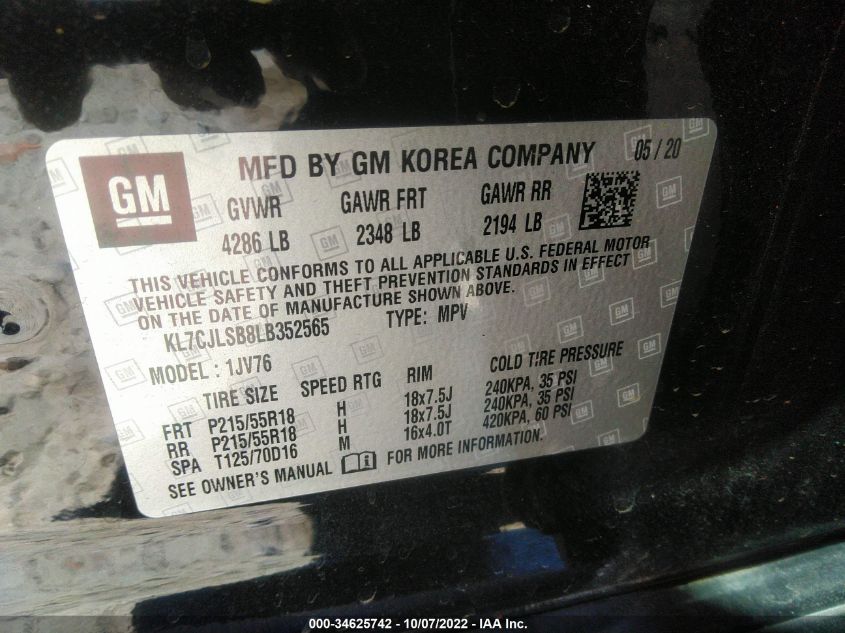 GM
MFD BY GM KOREA COMPANY 05 / 20
GVWR GAWR FRT GAWR RR
4286 LB 2348 LB 2194 LB
THIS VEHICLE CONFORMS TO ALL APPLICABLE U.S. FEDERAL MOTOR
VEHICLE SAFETY AND THEFT PREVENTION STANDARDS IN EFFECT
ON THE DATE OF MANUFACTURE SHOWN ABOVE.
KL7CJLSB8LB352565 TYPE: MPV
MODEL : 1JV76
TIRE SIZE SPEED RTG RIM COLD TIRE PRESSURE
FRT P215/55R18 H 18x7.5J 240KPA, 35 PSI
RR P215/55R18 H 18x7.5J 240KPA, 35 PSI
SPA T125/70D16 M 16x4.0T 420KPA, 60 PSI
SEE OWNER'S MANUAL FOR MORE INFORMATION.
000-34625742 - 10/07/2022 - IAA Inc.